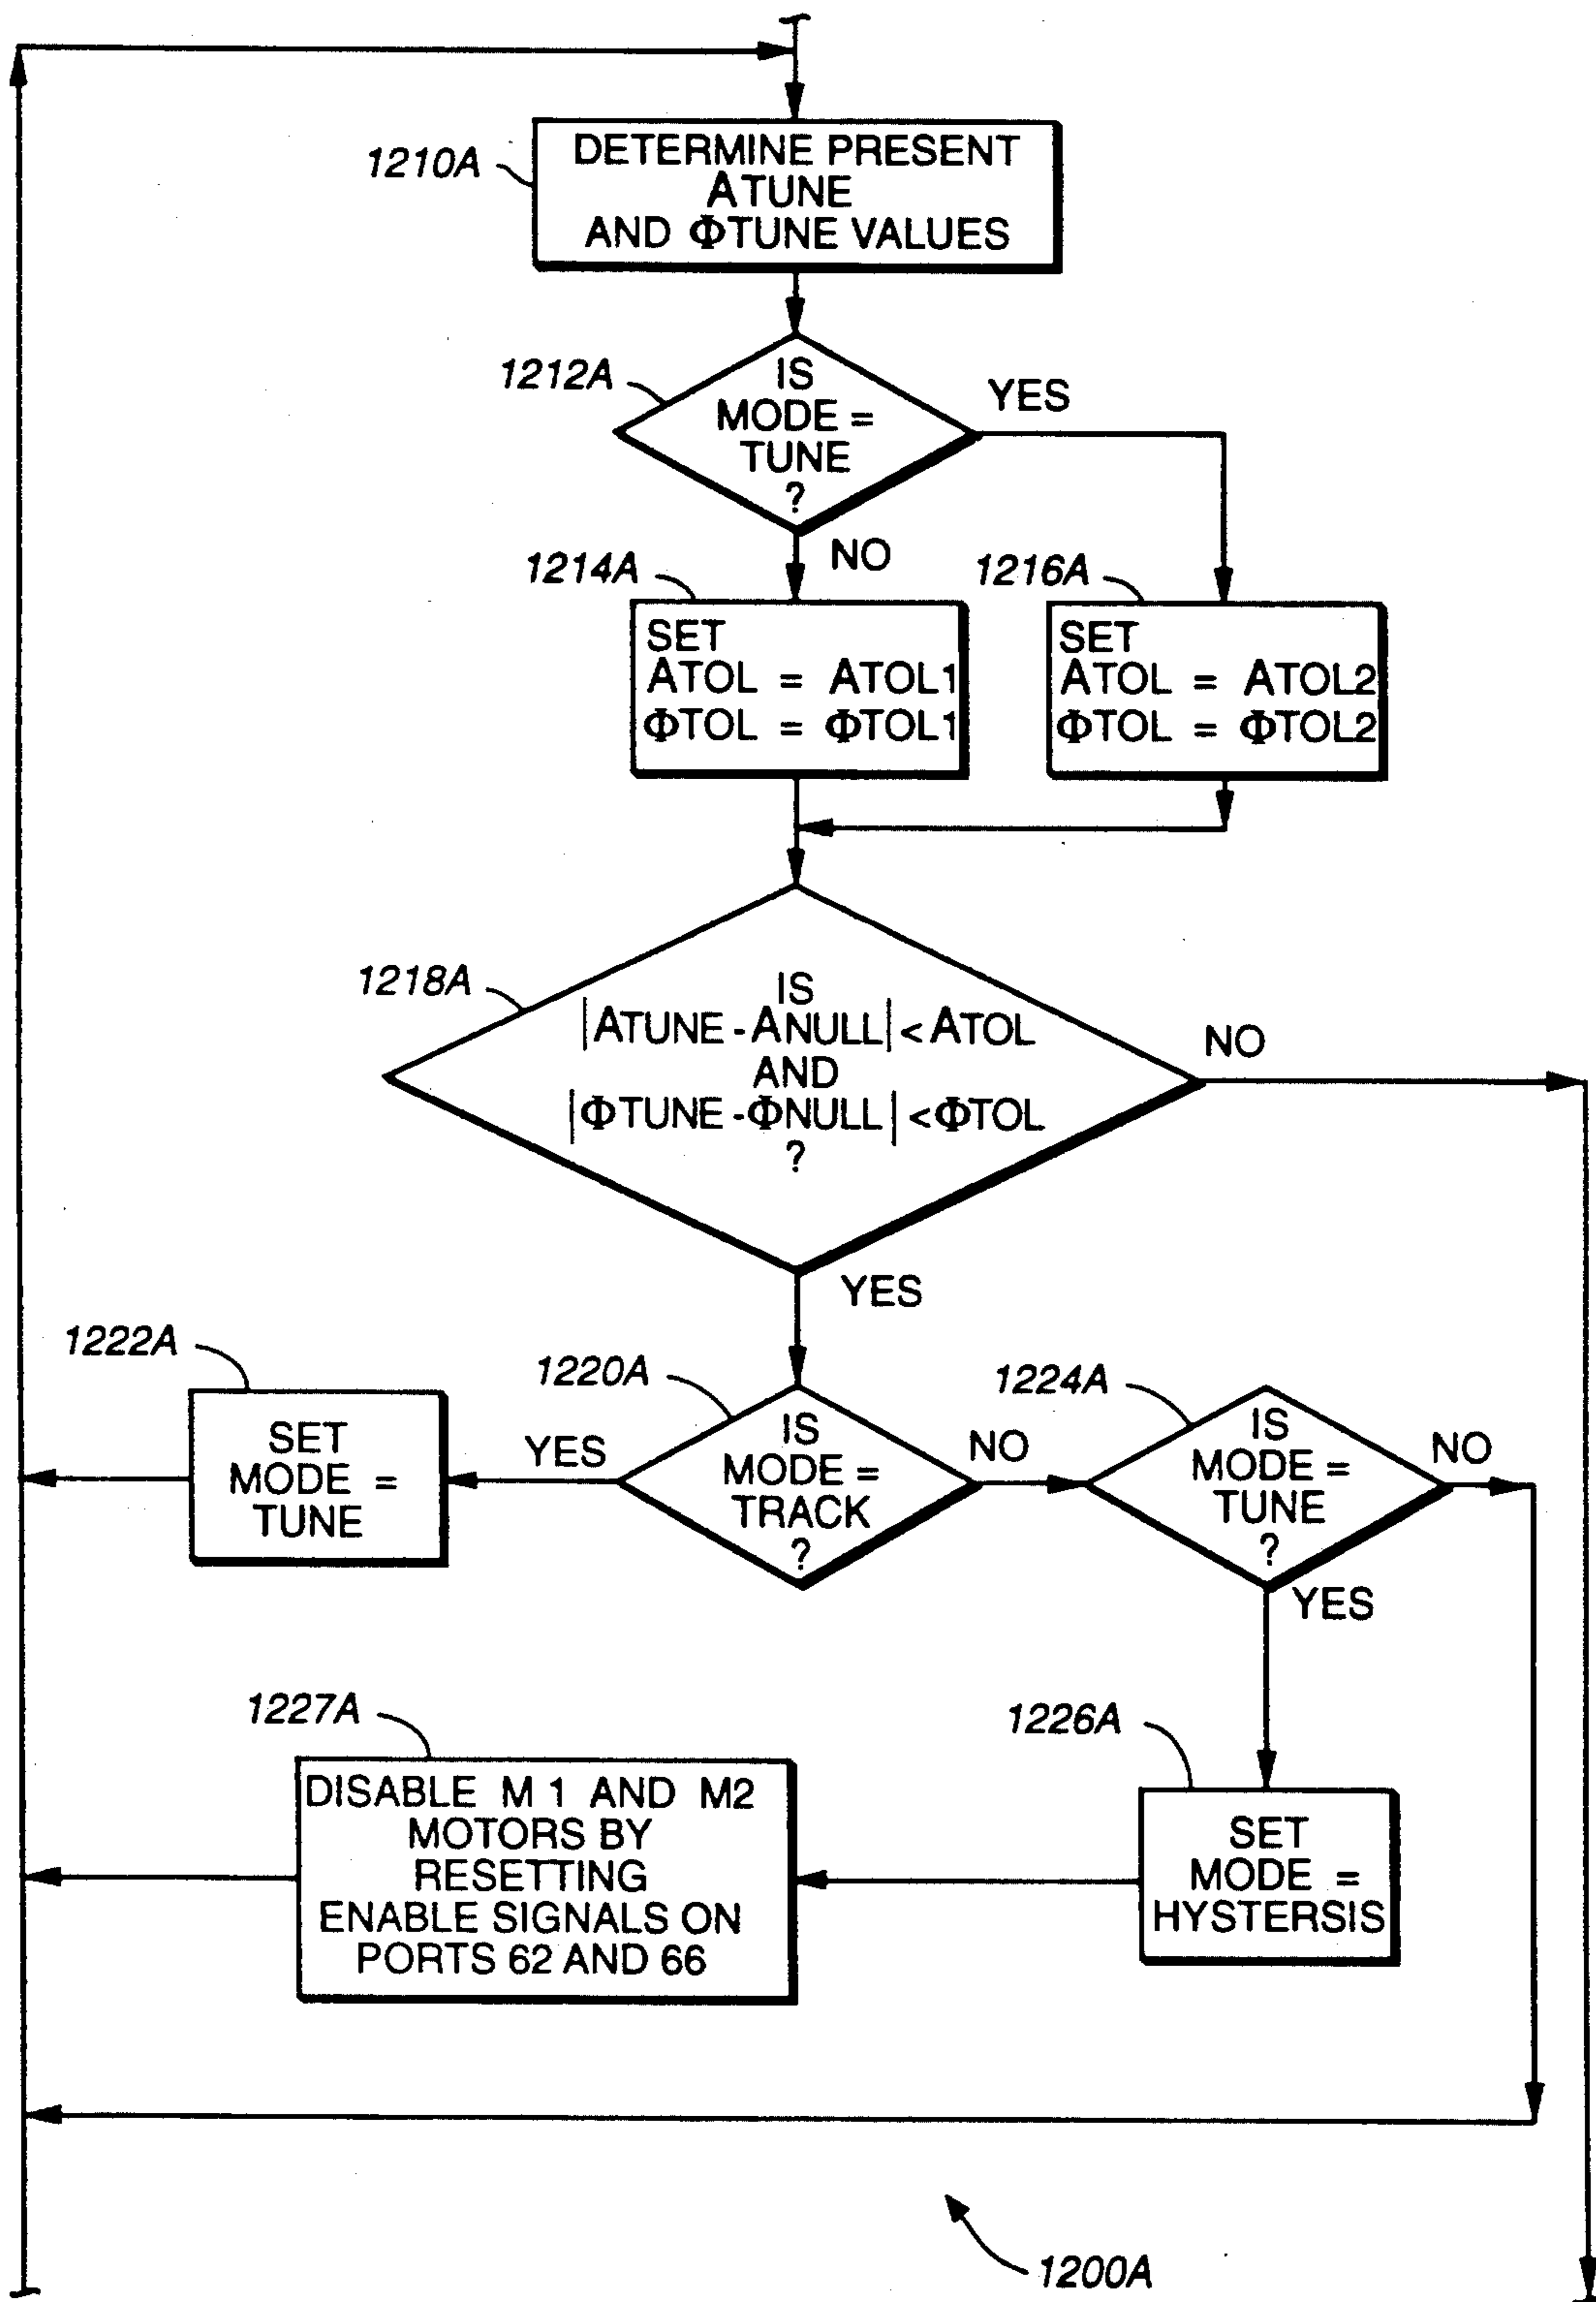 1210A
DETERMINE PRESENT
ATUNE
AND ΦTUNE VALUES
1212A
IS
MODE =
TUNE
?
YES
NO
1214A
SET
ATOL = ATOL1
ΦTOL = ΦTOL1
1216A
SET
ATOL = ATOL2
ΦTOL = ΦTOL2
1218A
IS
|ATUNE - ANULL| < ATOL
AND
|ΦTUNE - ΦNULL| < ΦTOL
?
NO
YES
1222A
SET
MODE =
TUNE
YES
1220A
IS
MODE =
TRACK
?
NO
1224A
IS
MODE =
TUNE
?
NO
YES
1227A
DISABLE M 1 AND M2
MOTORS BY
RESETTING
ENABLE SIGNALS ON
PORTS 62 AND 66
1226A
SET
MODE =
HYSTERSIS
1200A